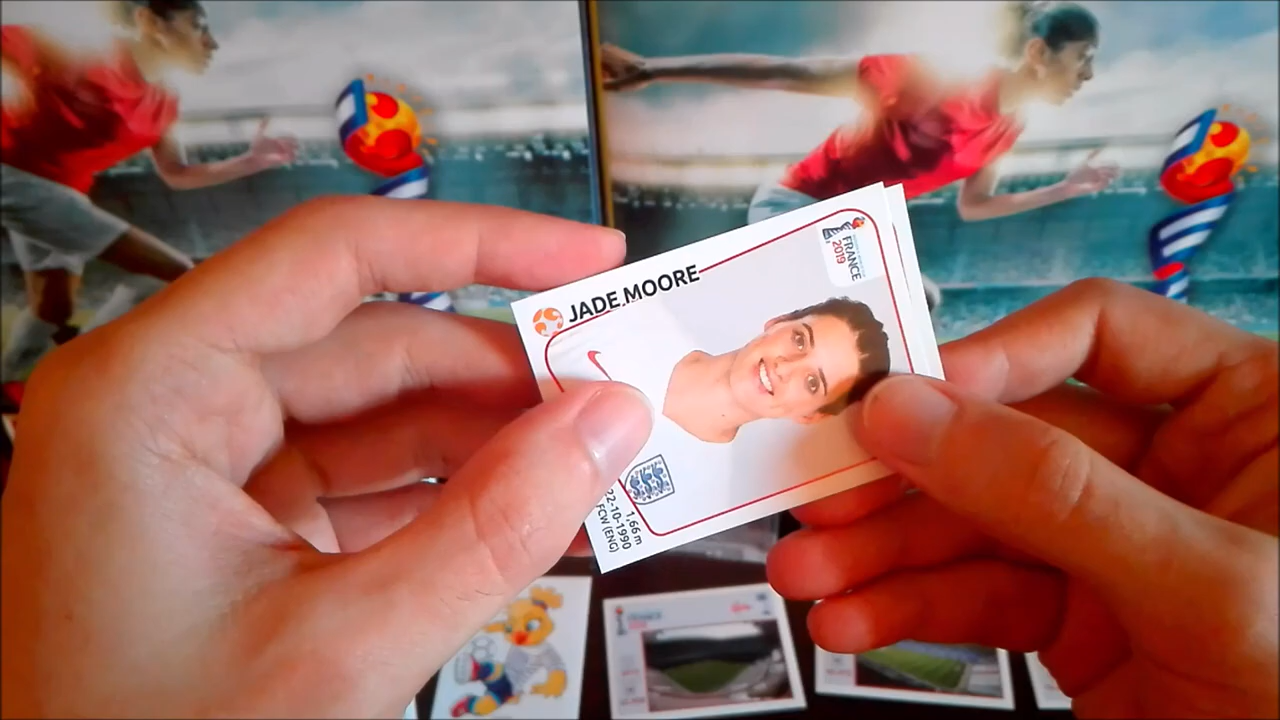 JADE MOORE
FRANCE
2019
1,66 m
22-10-1990
FCW (ENG)